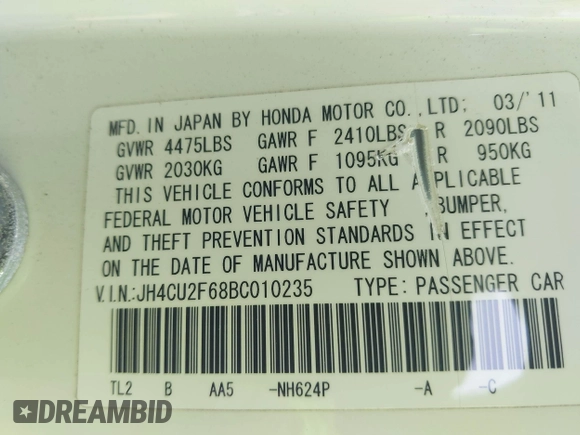 MFD. IN JAPAN BY HONDA MOTOR CO., LTD; 03/'11
GVWR 4475LBS GAWR F 2410LBS R 2090LBS
GVWR 2030KG GAWR F 1095KG R 950KG
THIS VEHICLE CONFORMS TO ALL APPLICABLE
FEDERAL MOTOR VEHICLE SAFETY ,BUMPER,
AND THEFT PREVENTION STANDARDS IN EFFECT
ON THE DATE OF MANUFACTURE SHOWN ABOVE.
V.I.N.:JH4CU2F68BC010235 TYPE: PASSENGER CAR
TL2 B AA5 -NH624P -A -C
DREAMBID